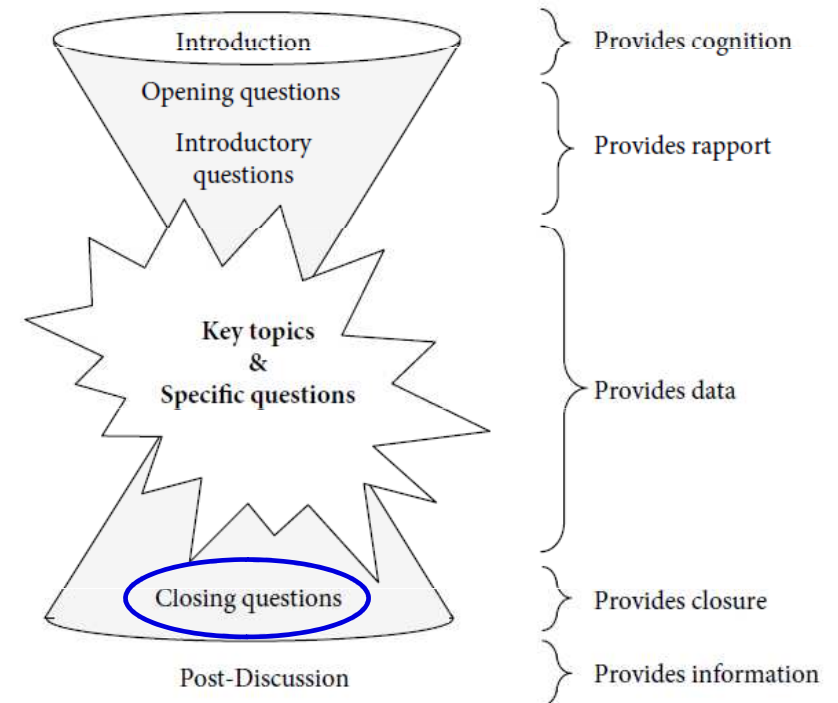 Introduction
Provides cognition
Opening questions
Introductory
questions
Provides rapport
Key topics
&
Specific questions
Provides data
Closing questions
Provides closure
Post-Discussion
Provides information